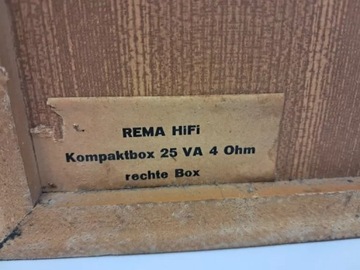 REMA HiFi
Kompaktbox 25 VA 4 Ohm
rechte Box